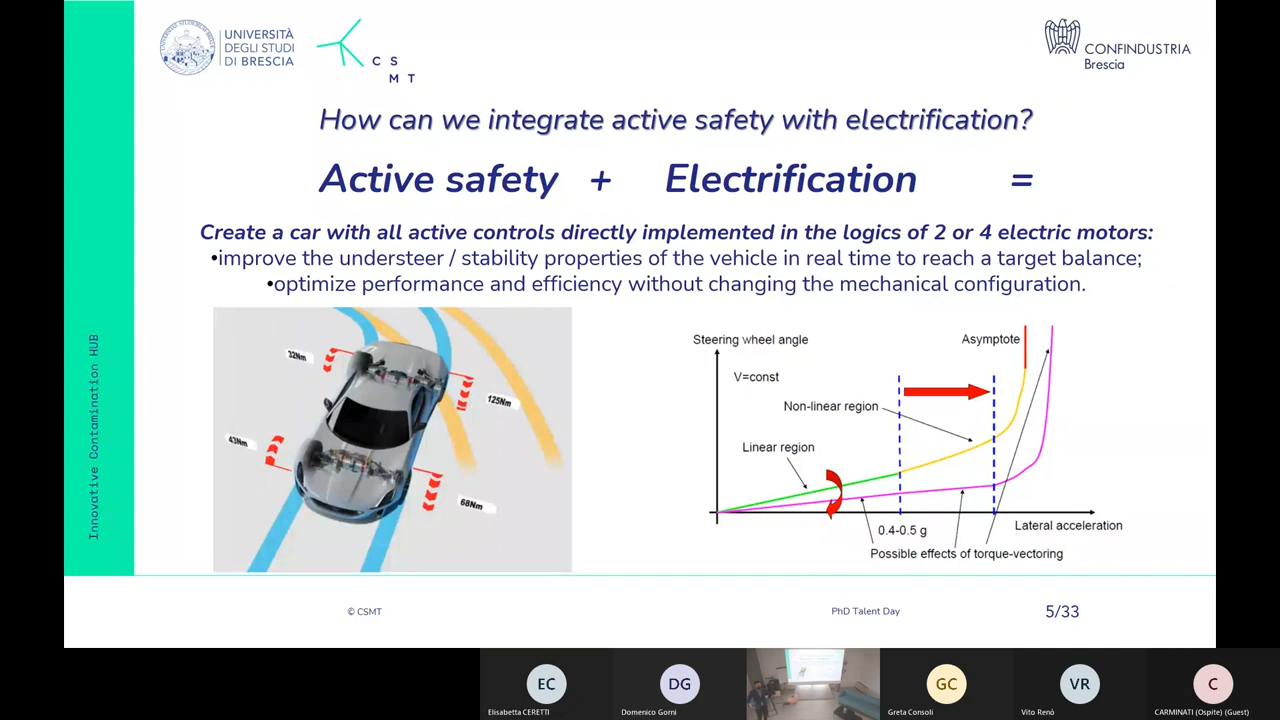 UNIVERSITÀ
DEGLI STUDI
DI BRESCIA
C S
M T
CONFINDUSTRIA
Brescia
How can we integrate active safety with electrification?
Active safety + Electrification =
Create a car with all active controls directly implemented in the logics of 2 or 4 electric motors:
•improve the understeer / stability properties of the vehicle in real time to reach a target balance;
•optimize performance and efficiency without changing the mechanical configuration.
Innovative Contamination HUB
32Nm
125Nm
43Nm
68Nm
Steering wheel angle
Asymptote
V=const
Non-linear region
Linear region
0.4-0.5 g
Lateral acceleration
Possible effects of torque-vectoring
© CSMT
PhD Talent Day
5/33
EC
DG
GC
VR
C
Elisabetta CERETTI
Domenico Gorni
Greta Consoli
Vito Renò
CARMINATI (Ospite) (Guest)